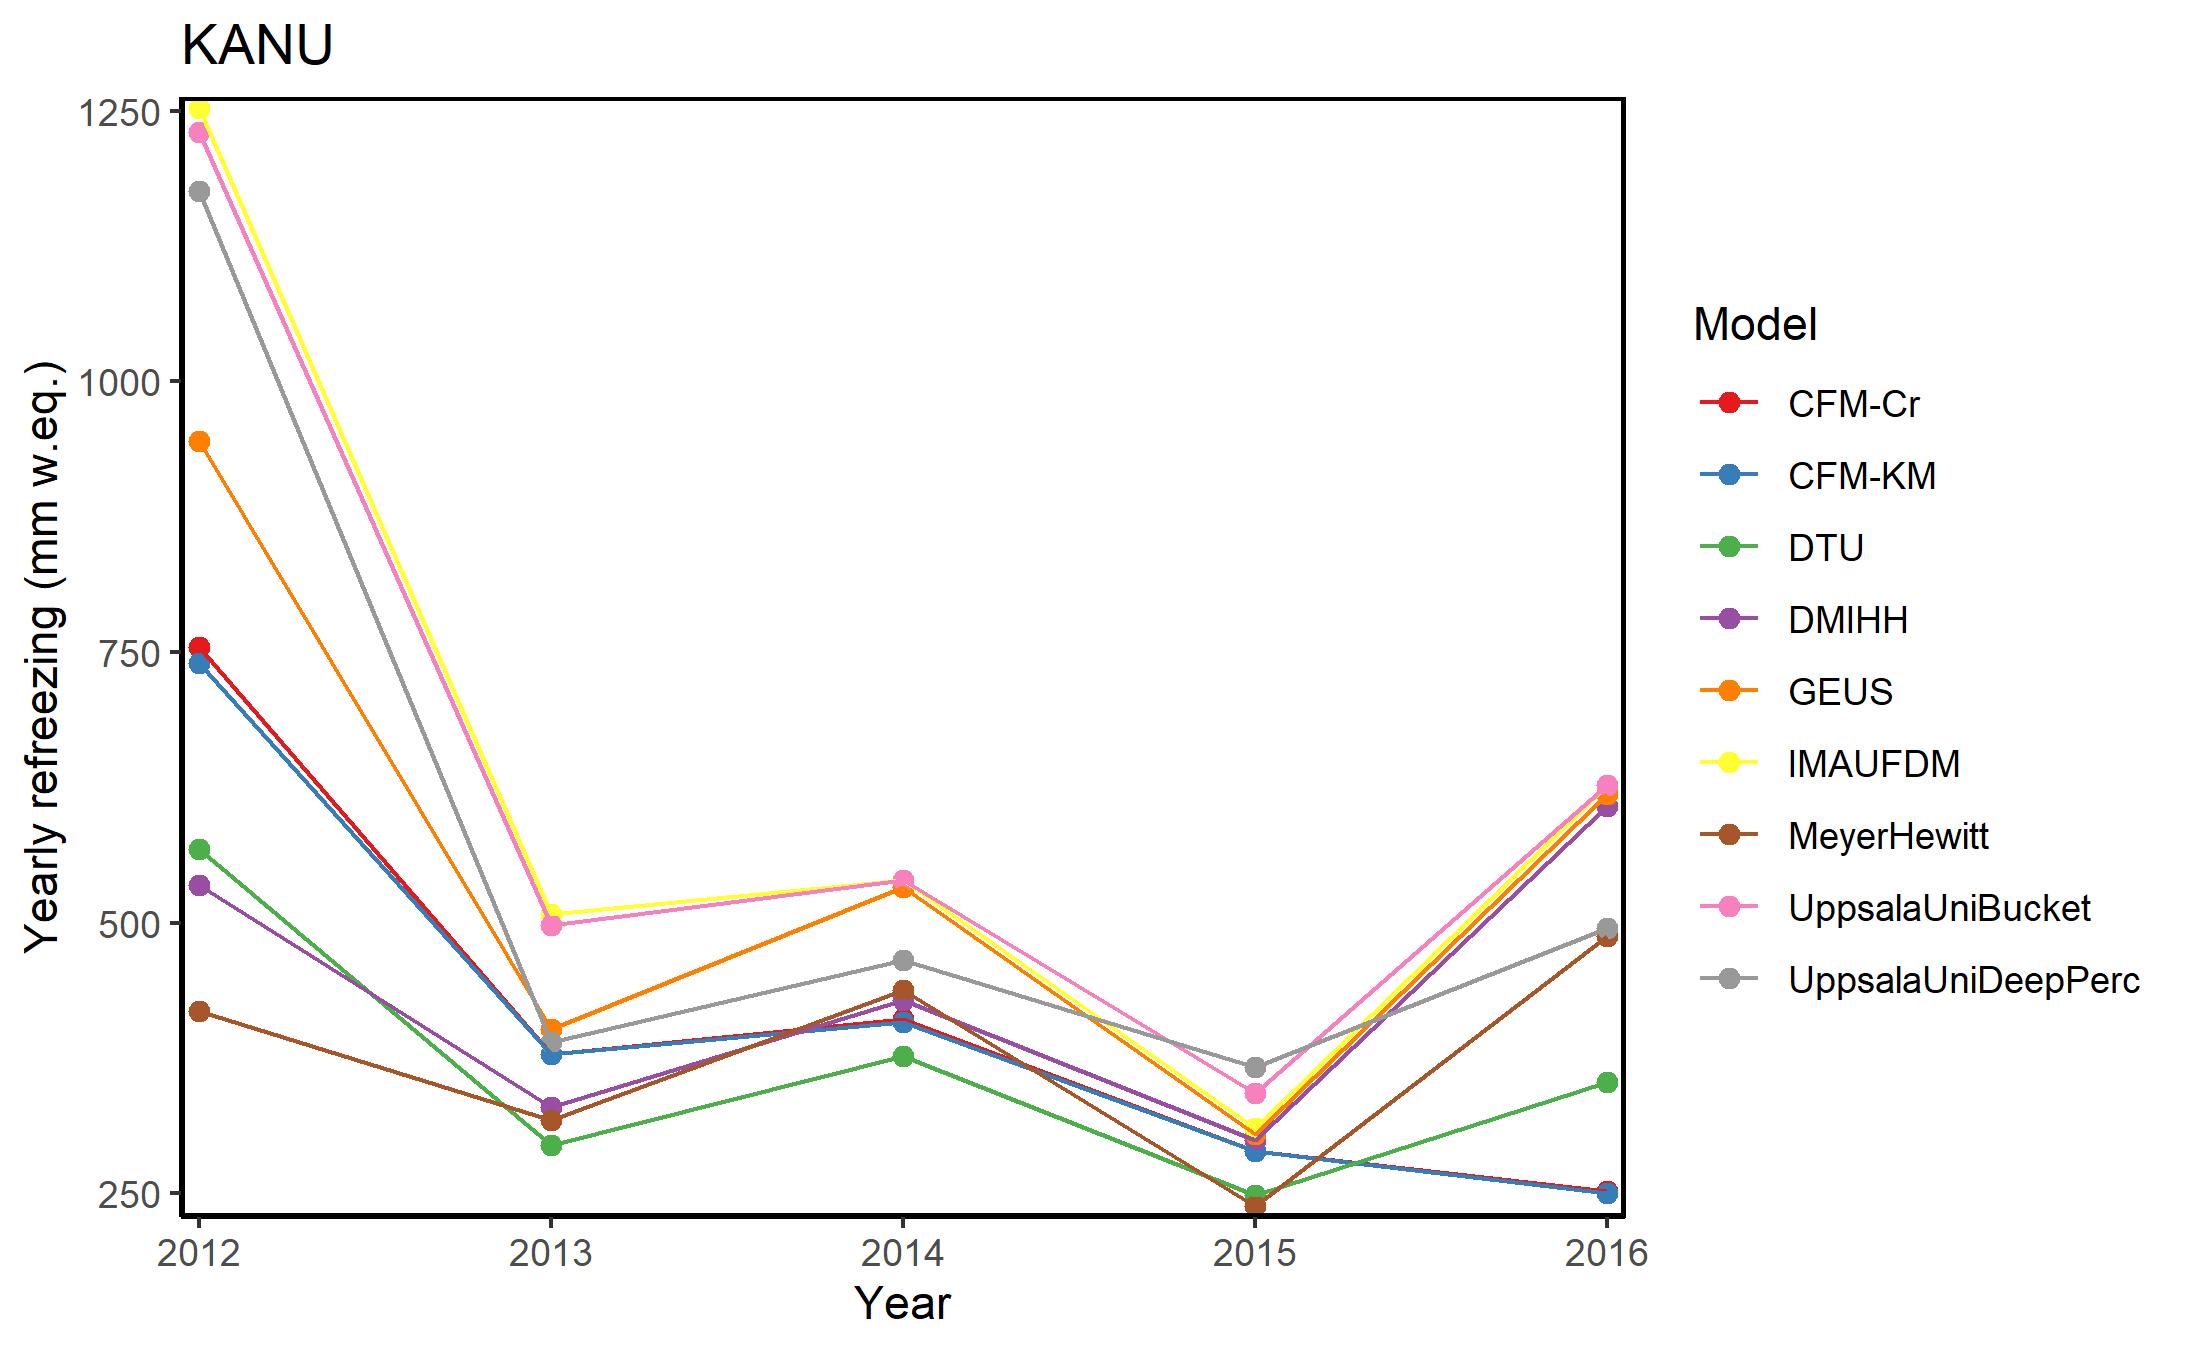 KANU
1250
1000
750
500
250
Yearly refreezing (mm w.eq.)
2012 2013 2014 2015 2016
Year
Model
CFM-Cr
CFM-KM
DTU
DMIHH
GEUS
IMAUFDM
MeyerHewitt
UppsalaUniBucket
UppsalaUniDeepPerc